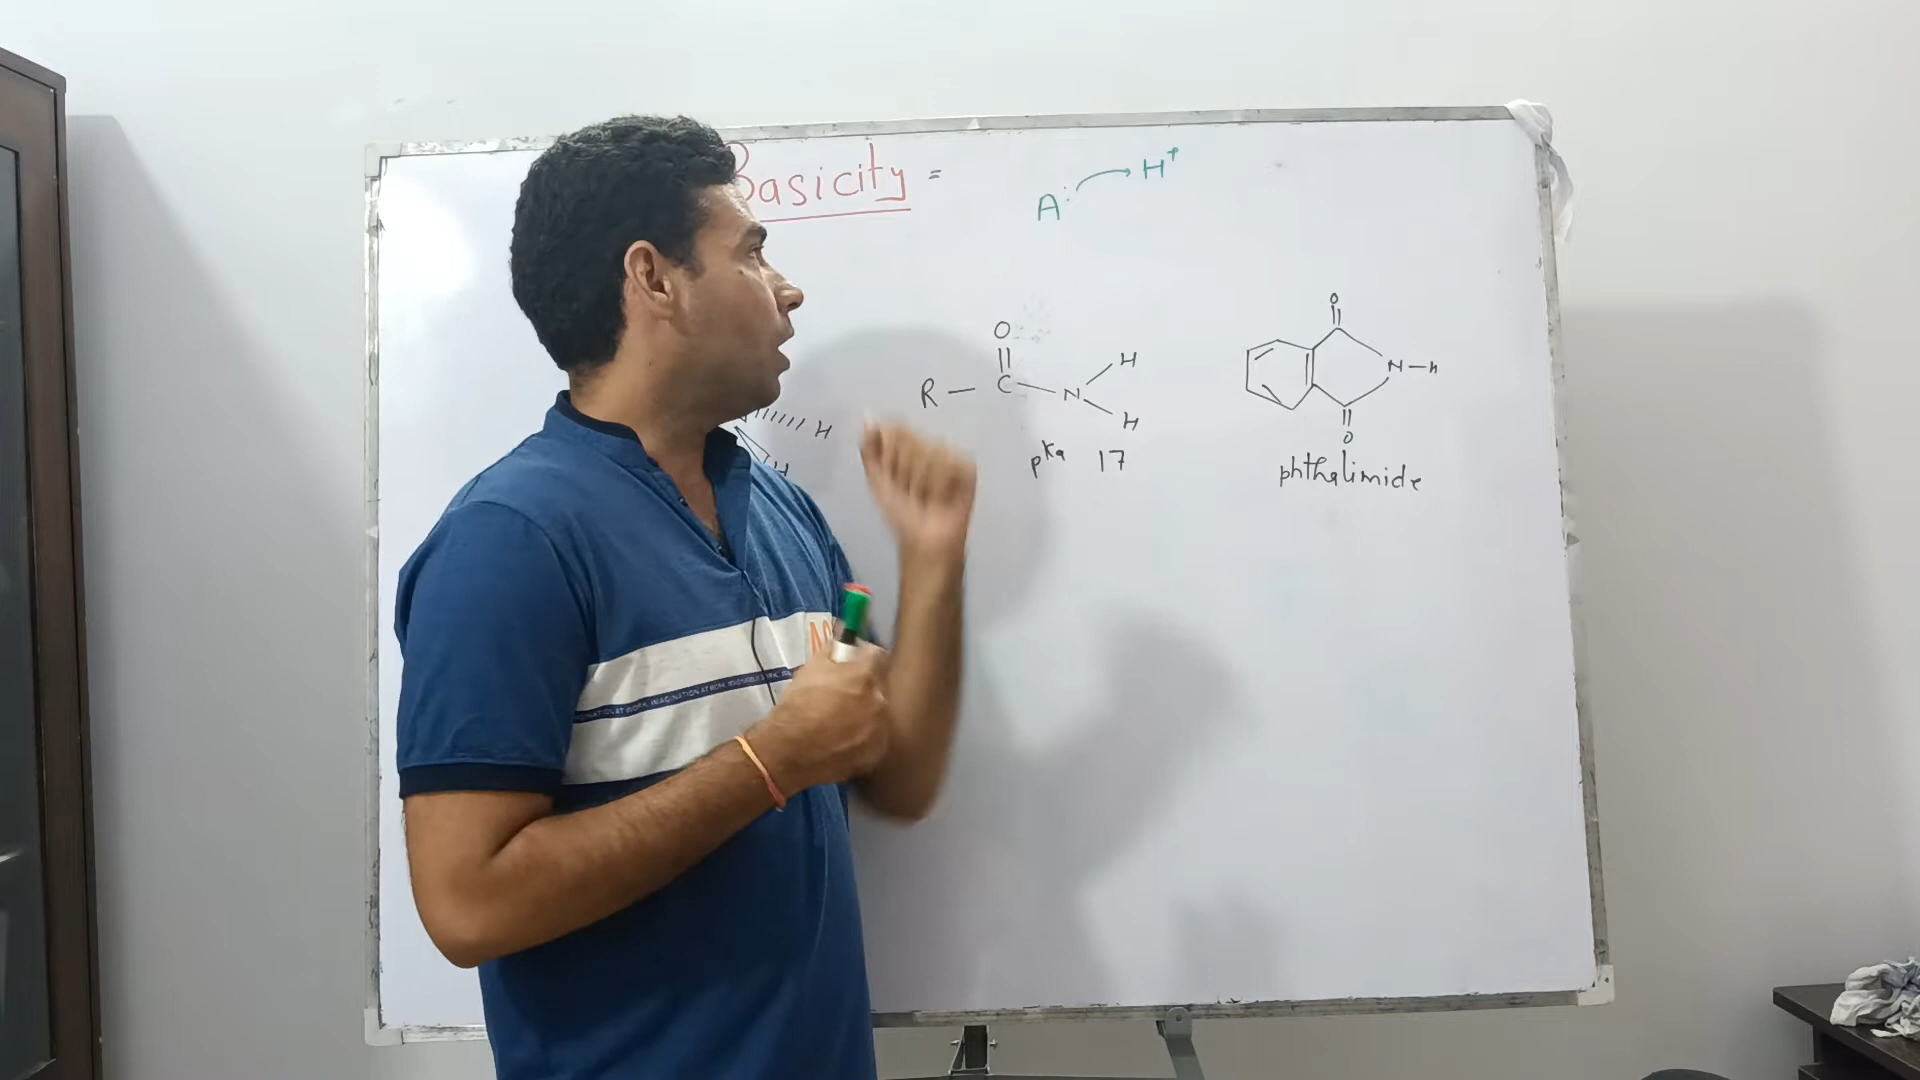 Basicity =
A: → H+
O
||
R — C — N
H
H
pKa 17
O
||
N — H
||
O
phthalimide
H
H